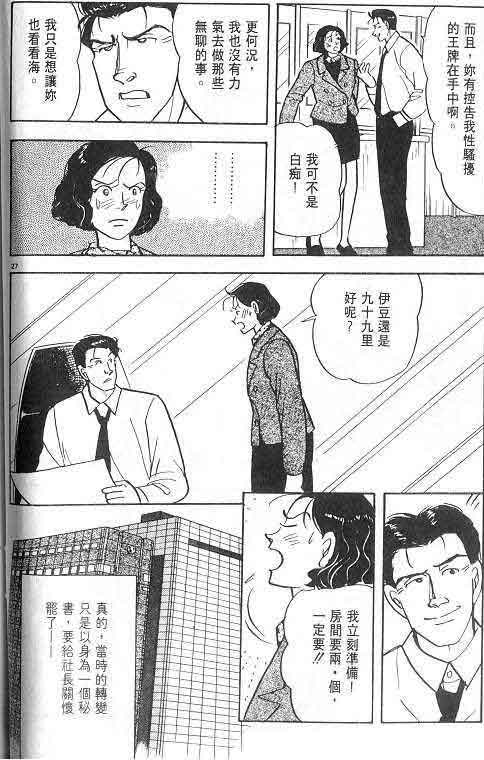 而且，妳有控告我性騷擾
的王牌在手中啊。
我可不是
白痴！
更何況，
我也沒有力
氣去做那些
無聊的事。
我只是想讓妳
也看看海。
27
伊豆還是
九十九里
好呢？
我立刻準備！
房間要兩·個，
一定要!!
真的，當時的轉變
只是以身為一個秘
書，要給社長關懷
罷了——